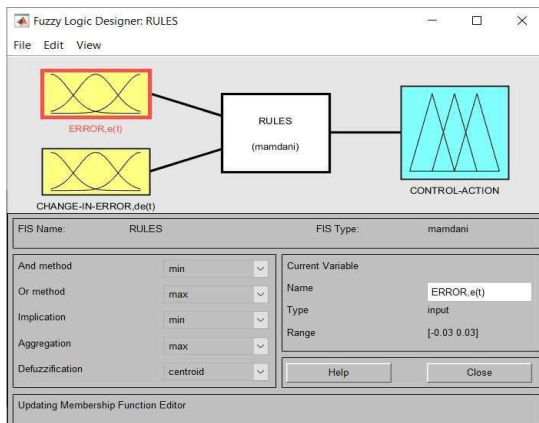 Fuzzy Logic Designer: RULES
File Edit View
ERROR,e(t)
CHANGE-IN-ERROR,de(t)
RULES
(mamdani)
CONTROL-ACTION
FIS Name: RULES FIS Type: mamdani
And method min
Or method max
Implication min
Aggregation max
Defuzzification centroid
Current Variable
Name ERROR,e(t)
Type input
Range [-0.03 0.03]
Help Close
Updating Membership Function Editor